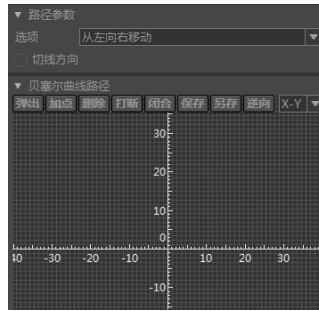 ▼ 路径参数
选项 从左向右移动
切线方向
▼ 贝塞尔曲线路径
弹出 加点 删除 打断 闭合 保存 另存 逆向 X-Y
30
20
10
0
40 -30 -20 -10 10 20 30
-10